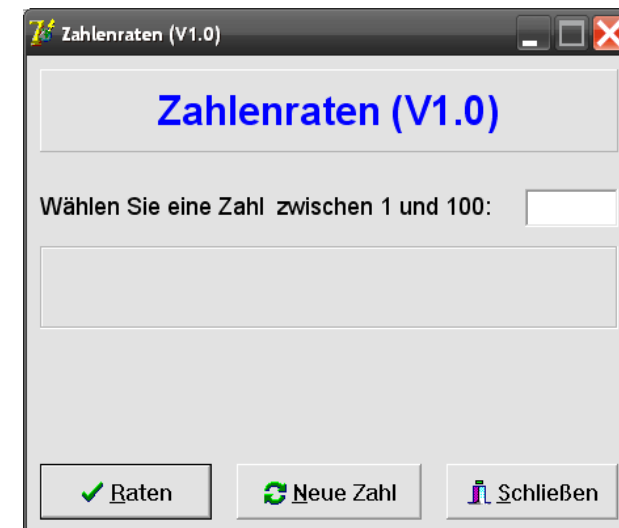 Zahlenraten (V1.0)
Zahlenraten (V1.0)
Wählen Sie eine Zahl zwischen 1 und 100:
Raten Neue Zahl Schließen